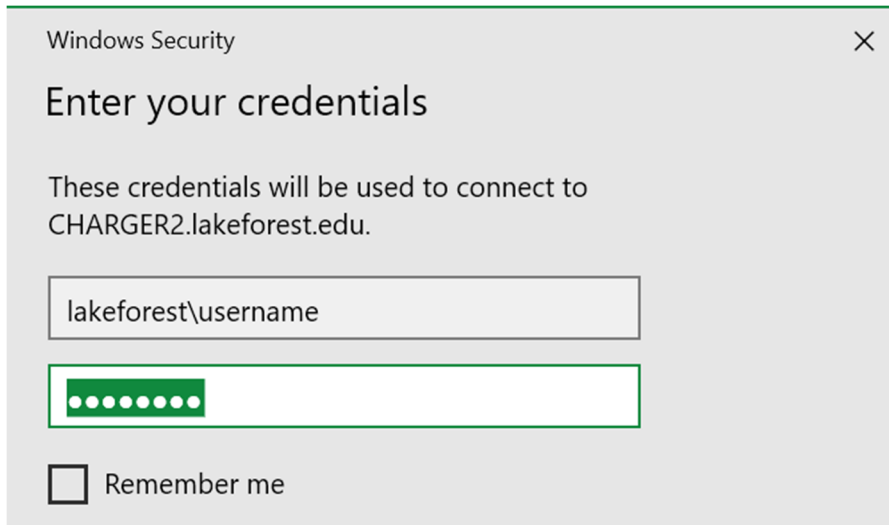 Windows Security
Enter your credentials
These credentials will be used to connect to
CHARGER2.lakeforest.edu.
lakeforest\username
●●●●●●●●
Remember me